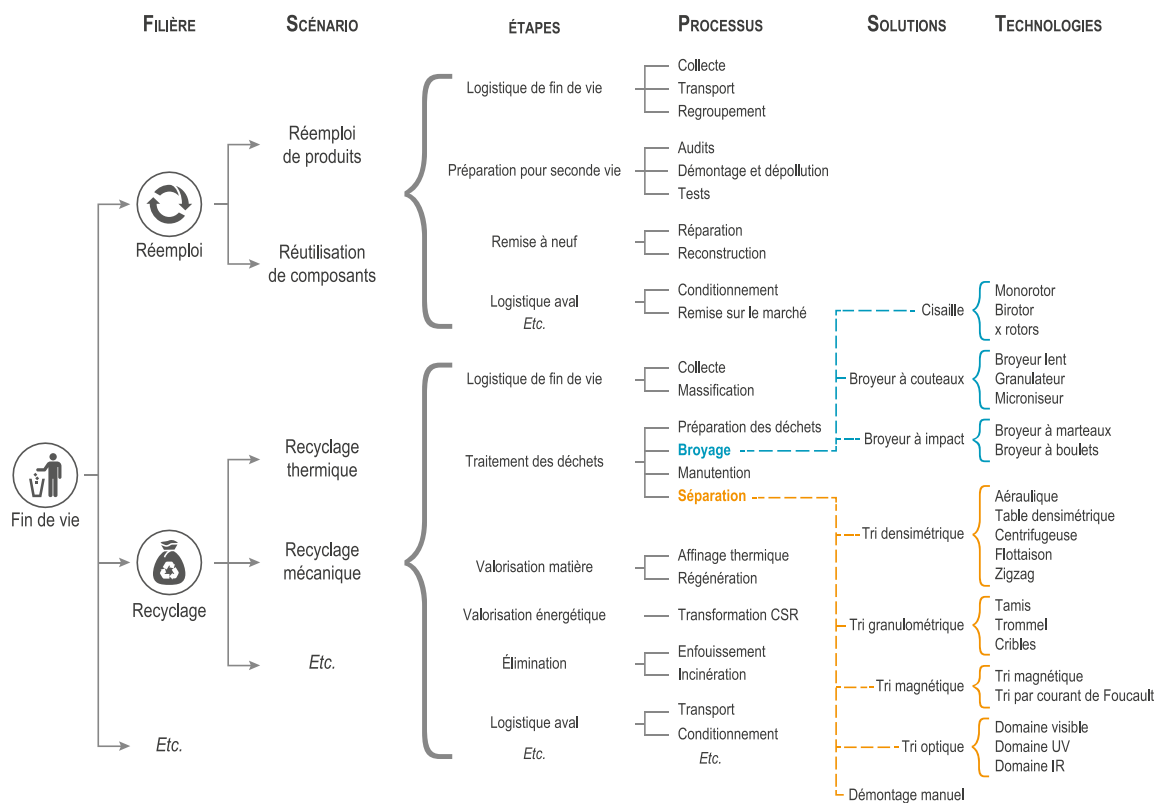 FILIÈRE
SCÉNARIO
ÉTAPES
PROCESSUS
SOLUTIONS
TECHNOLOGIES
Fin de vie
Réemploi
Recyclage
Etc.
Réemploi
de produits
Réutilisation
de composants
Recyclage
thermique
Recyclage
mécanique
Etc.
Logistique de fin de vie
Collecte
Transport
Regroupement
Préparation pour seconde vie
Audits
Démontage et dépollution
Tests
Remise à neuf
Réparation
Reconstruction
Logistique aval
Etc.
Conditionnement
Remise sur le marché
Logistique de fin de vie
Collecte
Massification
Traitement des déchets
Préparation des déchets
Broyage
Manutention
Séparation
Valorisation matière
Affinage thermique
Régénération
Valorisation énergétique
Transformation CSR
Élimination
Enfouissement
Incinération
Logistique aval
Etc.
Transport
Conditionnement
Etc.
Cisaille
Monorotor
Birotor
x rotors
Broyeur à couteaux
Broyeur lent
Granulateur
Microniseur
Broyeur à impact
Broyeur à marteaux
Broyeur à boulets
Tri densimétrique
Aéraulique
Table densimétrique
Centrifugeuse
Flottaison
Zigzag
Tri granulométrique
Tamis
Trommel
Cribles
Tri magnétique
Tri magnétique
Tri par courant de Foucault
Tri optique
Domaine visible
Domaine UV
Domaine IR
Démontage manuel